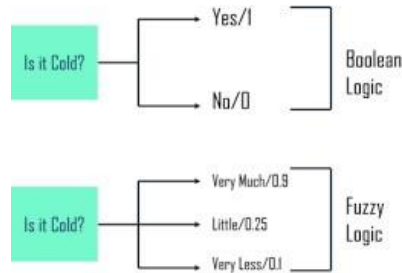 Is it Cold?
Yes/1
No/0
Boolean
Logic
Is it Cold?
Very Much/0.9
Little/0.25
Very Less/0.1
Fuzzy
Logic